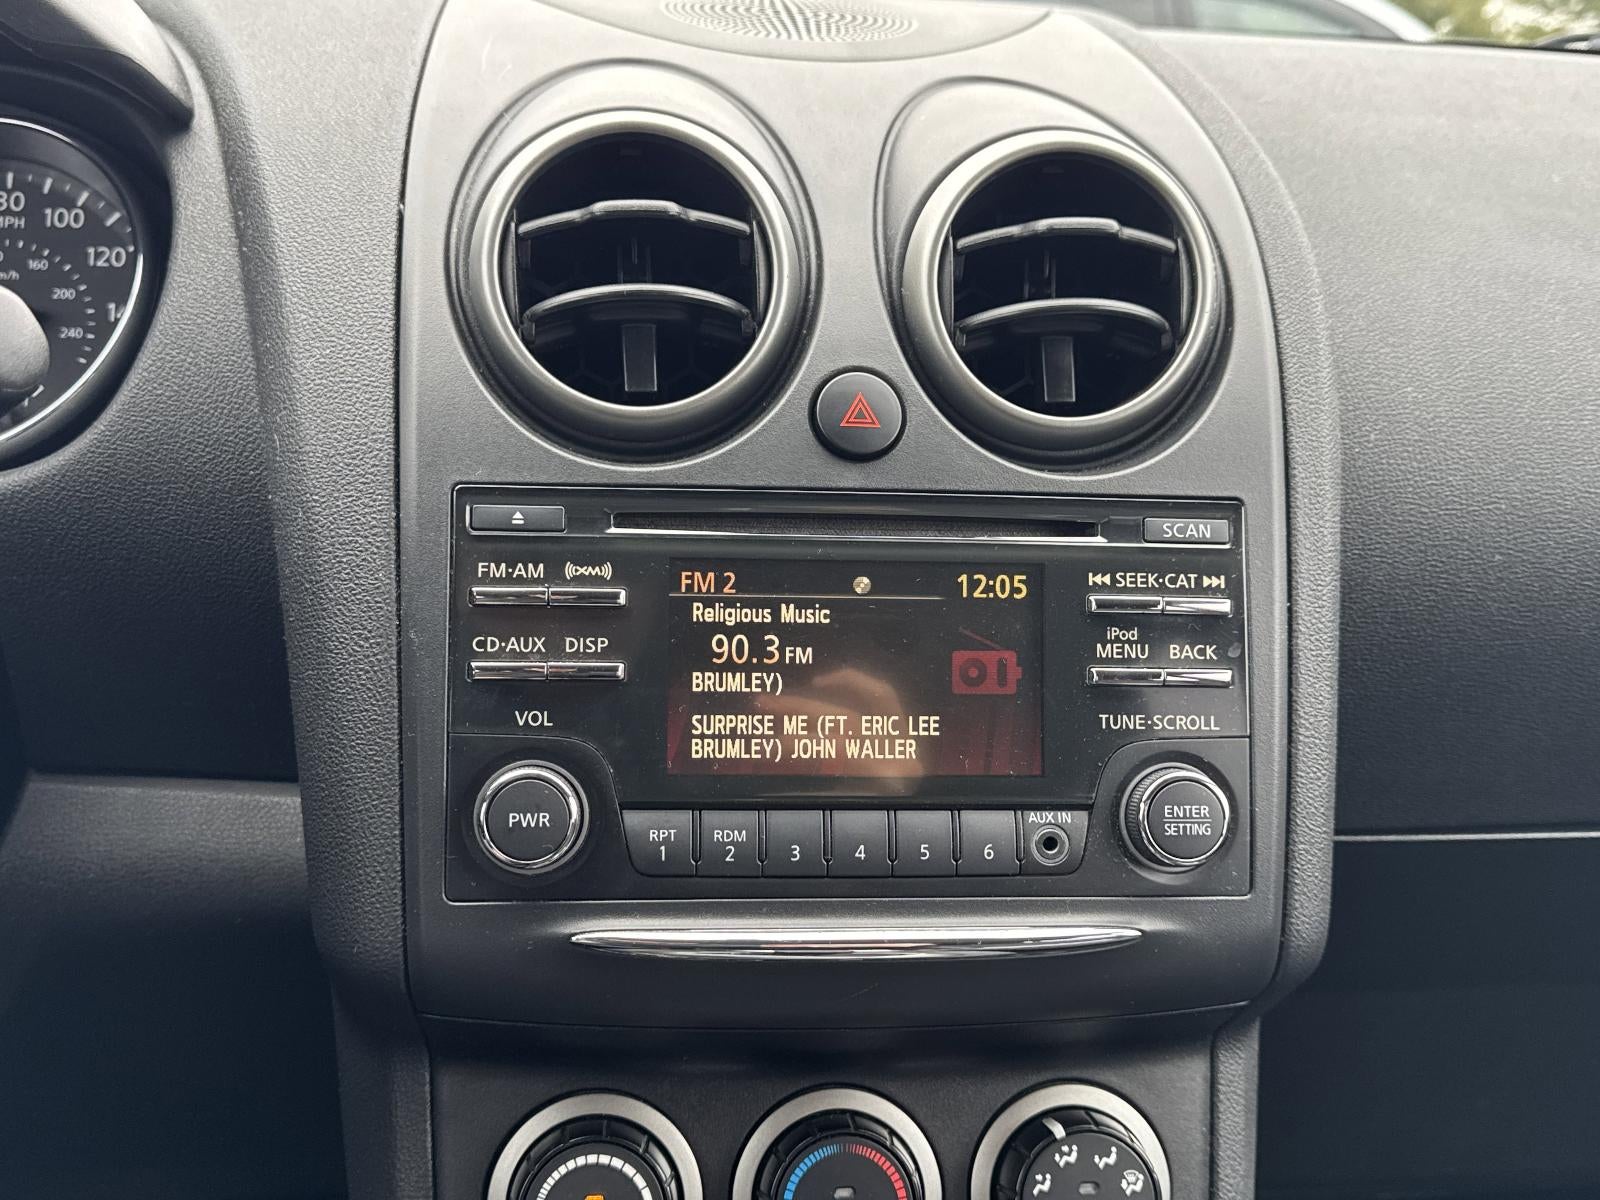 80
MPH
100
120
160
200
240
SCAN
FM·AM
((XM))
FM 2
12:05
SEEK·CAT
Religious Music
90.3 FM
BRUMLEY)
CD·AUX
DISP
iPod
MENU
BACK
SURPRISE ME (FT. ERIC LEE
BRUMLEY) JOHN WALLER
VOL
TUNE·SCROLL
PWR
RPT
1
RDM
2
3
4
5
6
AUX IN
ENTER
SETTING